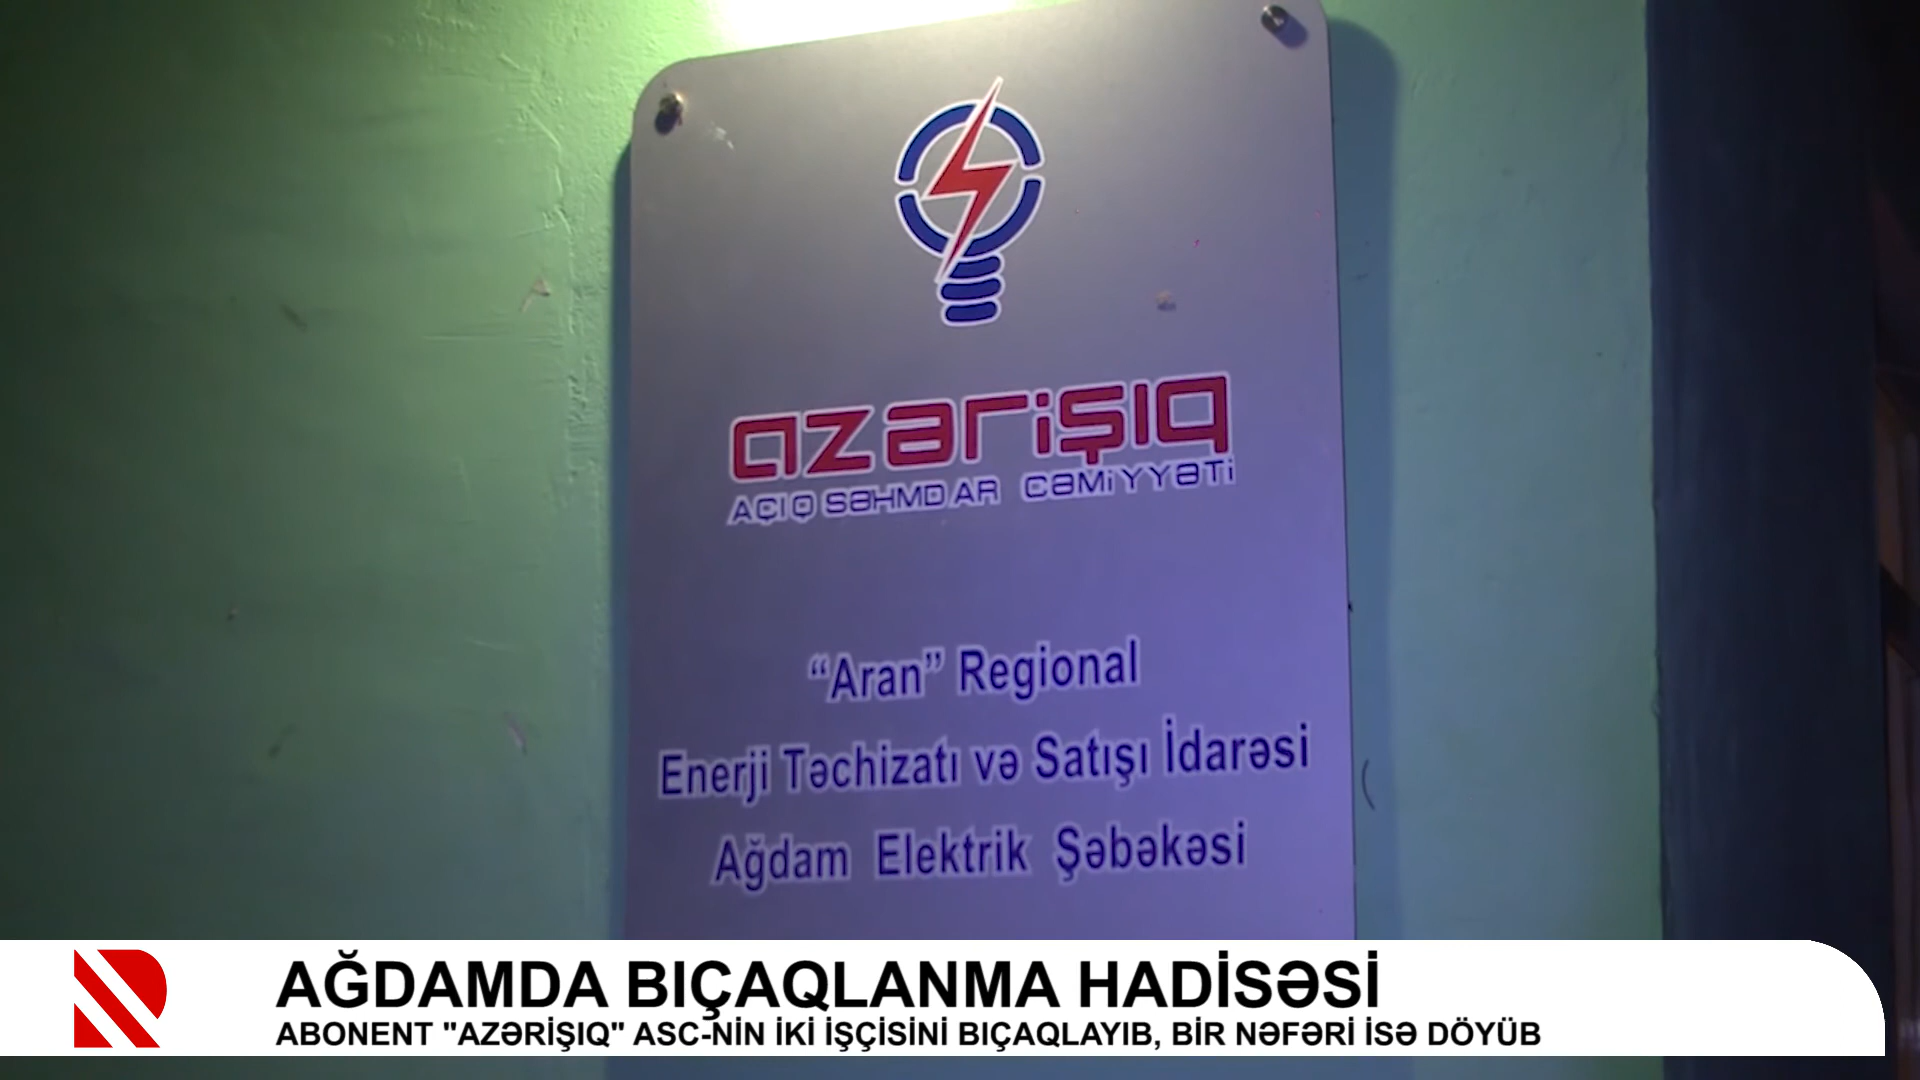 azərişıq
AÇIQ SƏHMDAR CƏMİYYƏTİ
“Aran” Regional
Enerji Təchizatı və Satışı İdarəsi
Ağdam Elektrik Şəbəkəsi
AĞDAMDA BIÇAQLANMA HADİSƏSİ
ABONENT "AZƏRİŞIQ" ASC-NİN İKİ İŞÇİSİNİ BIÇAQLAYIB, BİR NƏFƏRİ İSƏ DÖYÜB